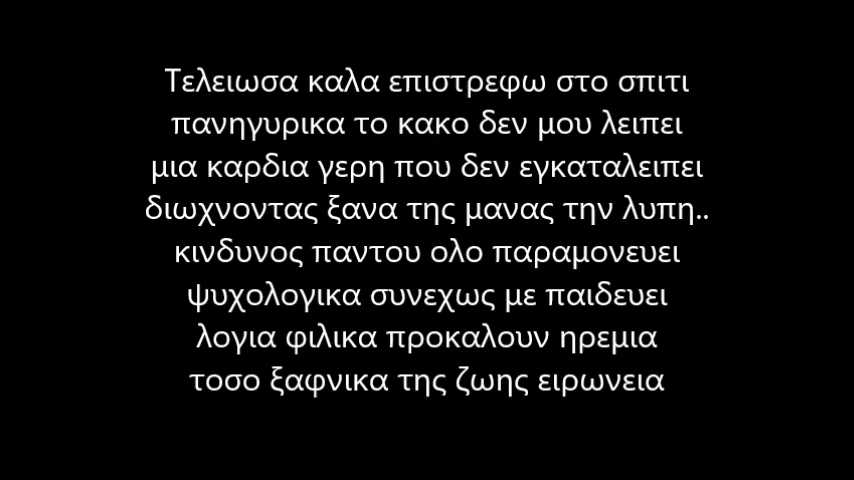 Τελειωσα καλα επιστρεφω στο σπιτι
πανηγυρικα το κακο δεν μου λειπει
μια καρδια γερη που δεν εγκαταλειπει
διωχνοντας ξανα της μανας την λυπη..
κινδυνος παντου ολο παραμονευει
ψυχολογικα συνεχως με παιδευει
λογια φιλικα προκαλουν ηρεμια
τοσο ξαφνικα της ζωης ειρωνεια